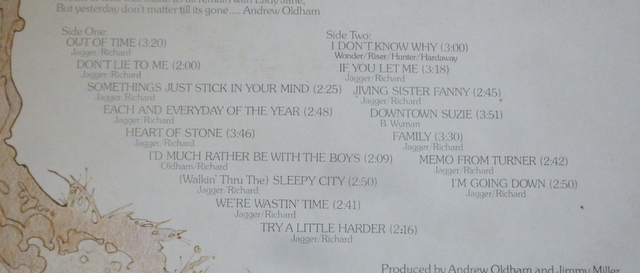 But yesterday don't matter till its gone.... Andrew Oldham
Side One:
OUT OF TIME (3:20)
Jagger/Richard
DON'T LIE TO ME (2:00)
Jagger/Richard
SOMETHINGS JUST STICK IN YOUR MIND (2:25)
Jagger/Richard
EACH AND EVERYDAY OF THE YEAR (2:48)
Jagger/Richard
HEART OF STONE (3:46)
Jagger/Richard
I'D MUCH RATHER BE WITH THE BOYS (2:09)
Oldham/Richard
(Walkin' Thru The) SLEEPY CITY (2:50)
Jagger/Richard
WE'RE WASTIN' TIME (2:41)
Jagger/Richard
TRY A LITTLE HARDER (2:16)
Jagger/Richard
Side Two:
I DON'T KNOW WHY (3:00)
Wonder/Riser/Hunter/Hardaway
IF YOU LET ME (3:18)
Jagger/Richard
JIVING SISTER FANNY (2:45)
Jagger/Richard
DOWNTOWN SUZIE (3:51)
B. Wyman
FAMILY (3:30)
Jagger/Richard
MEMO FROM TURNER (2:42)
Jagger/Richard
I'M GOING DOWN (2:50)
Jagger/Richard
Produced by Andrew Oldham and Jimmy Miller